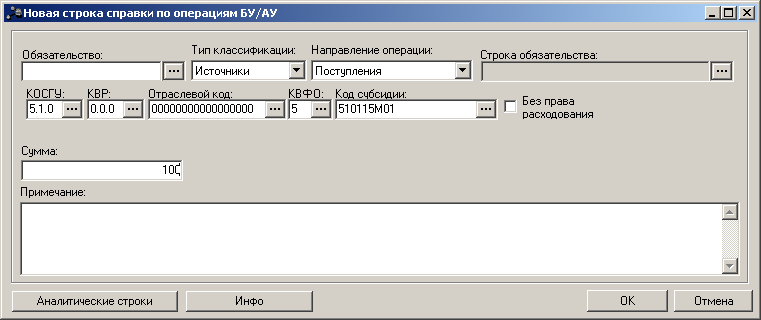 Новая строка справки по операциям БУ/АУ
Обязательство: Тип классификации: Направление операции: Строка обязательства:
Источники Поступления
КОСГУ: КВР: Отраслевой код: КВФО: Код субсидии: Без права расходования
5.1.0 0.0.0 00000000000000000 5 510115М01
Сумма:
100
Примечание:
Аналитические строки Инфо OK Отмена